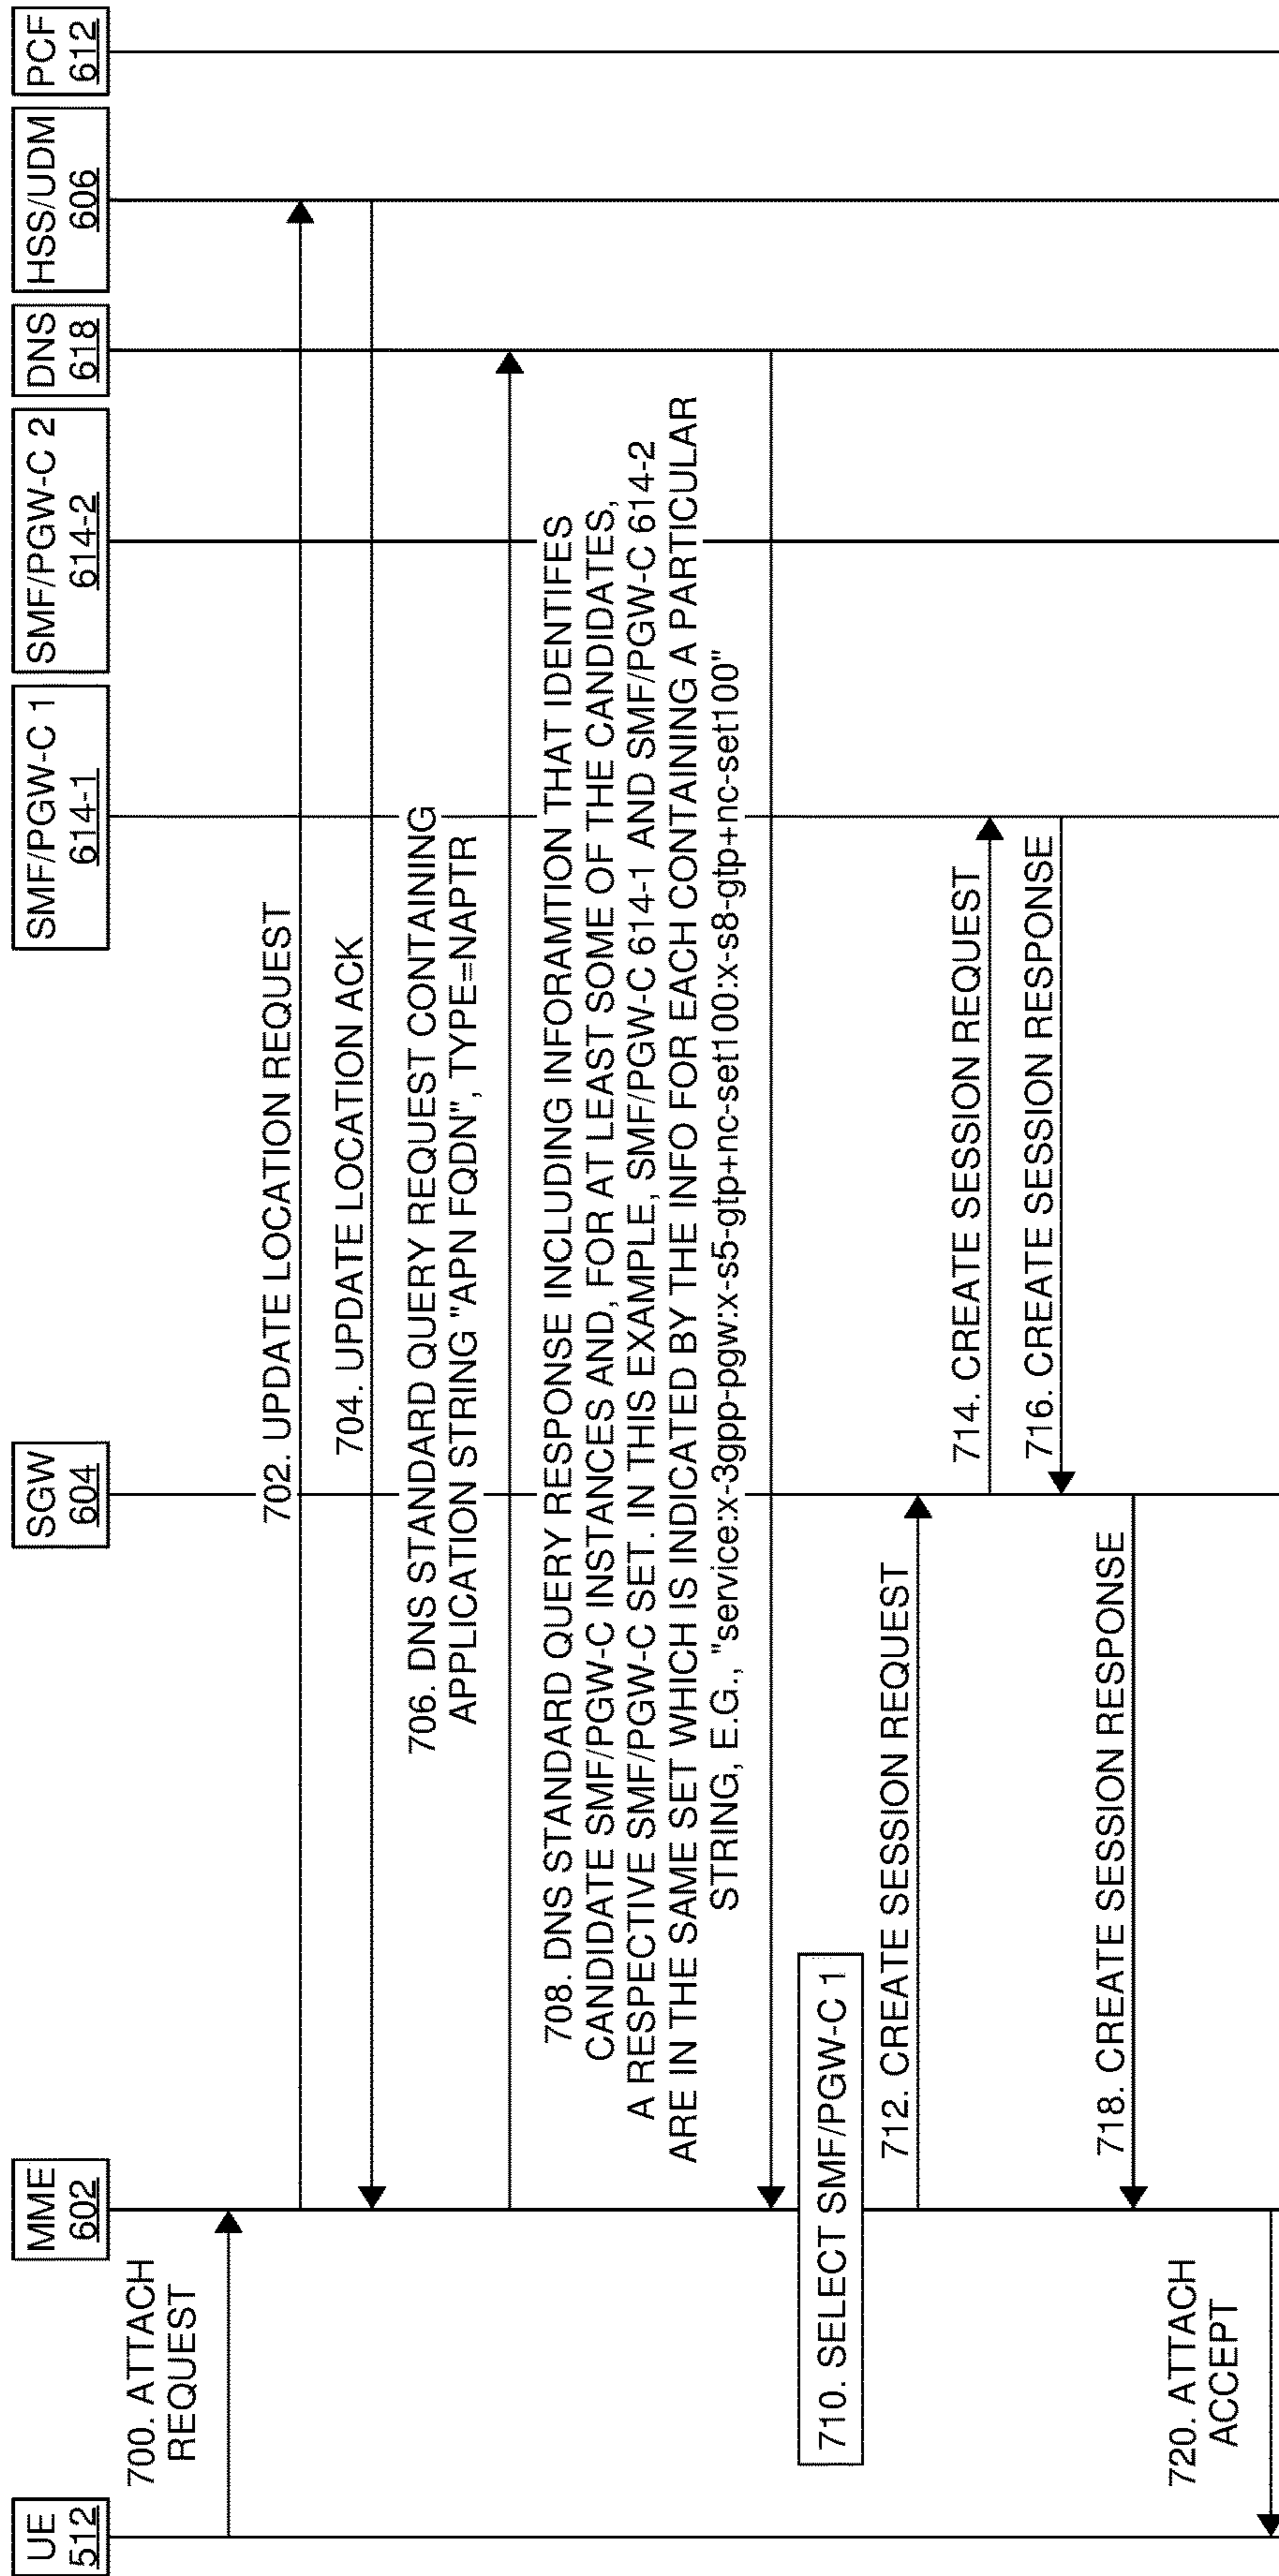 UE
512
MME
602
SGW
604
SMF/PGW-C 1
614-1
SMF/PGW-C 2
614-2
DNS
618
HSS/UDM
606
PCF
612
700. ATTACH
REQUEST
702. UPDATE LOCATION REQUEST
704. UPDATE LOCATION ACK
706. DNS STANDARD QUERY REQUEST CONTAINING
APPLICATION STRING "APN FQDN", TYPE=NAPTR
708. DNS STANDARD QUERY RESPONSE INCLUDING INFORAMTION THAT IDENTIFES
CANDIDATE SMF/PGW-C INSTANCES AND, FOR AT LEAST SOME OF THE CANDIDATES,
A RESPECTIVE SMF/PGW-C SET. IN THIS EXAMPLE, SMF/PGW-C 614-1 AND SMF/PGW-C 614-2
ARE IN THE SAME SET WHICH IS INDICATED BY THE INFO FOR EACH CONTAINING A PARTICULAR
STRING, E.G., "service:x-3gpp-pgw:x-s5-gtp+nc-set100:x-s8-gtp+nc-set100"
710. SELECT SMF/PGW-C 1
712. CREATE SESSION REQUEST
714. CREATE SESSION REQUEST
716. CREATE SESSION RESPONSE
718. CREATE SESSION RESPONSE
720. ATTACH
ACCEPT